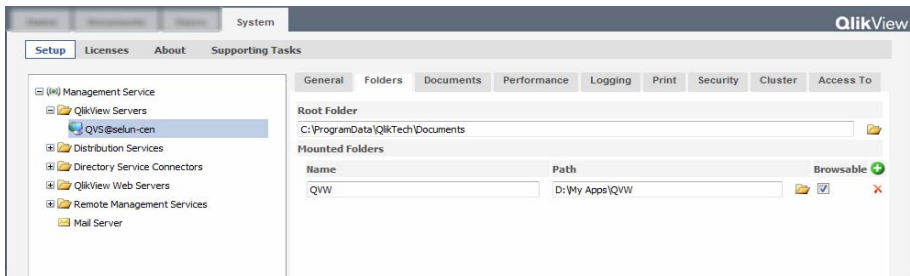 System
QlikView
Setup Licenses About Supporting Tasks
General Folders Documents Performance Logging Print Security Cluster Access To
Management Service
QlikView Servers
QVS@selun-cen
Distribution Services
Directory Service Connectors
QlikView Web Servers
Remote Management Services
Mail Server
Root Folder
C:\ProgramData\QlikTech\Documents
Mounted Folders
Name Path Browsable
QVW D:\My Apps\QVW